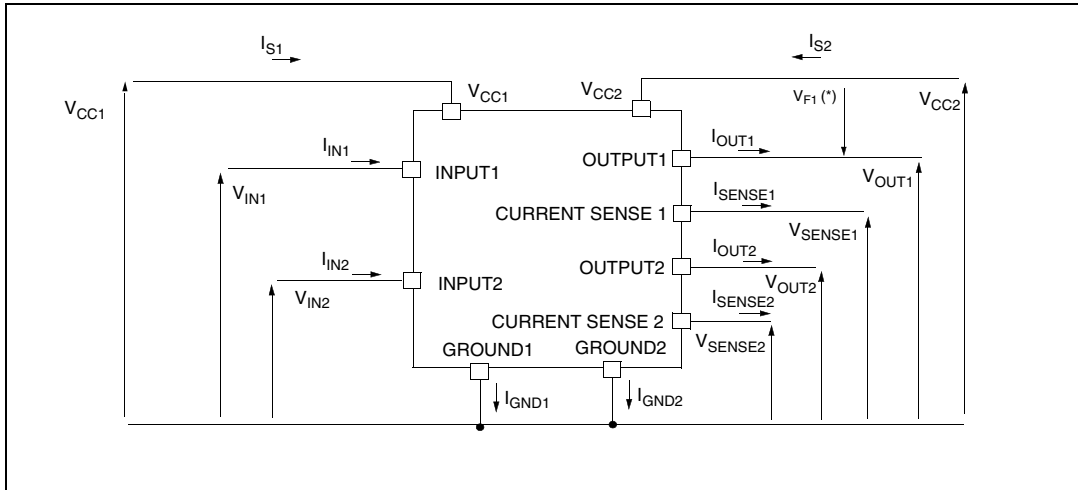 I_S1
I_S2
V_CC1
V_CC1
V_CC2
V_F1 (*)
V_CC2
I_IN1
OUTPUT1
I_OUT1
INPUT1
V_IN1
V_OUT1
I_SENSE1
CURRENT SENSE 1
V_SENSE1
I_IN2
OUTPUT2
I_OUT2
INPUT2
V_IN2
V_OUT2
I_SENSE2
CURRENT SENSE 2
V_SENSE2
GROUND1
GROUND2
I_GND1
I_GND2